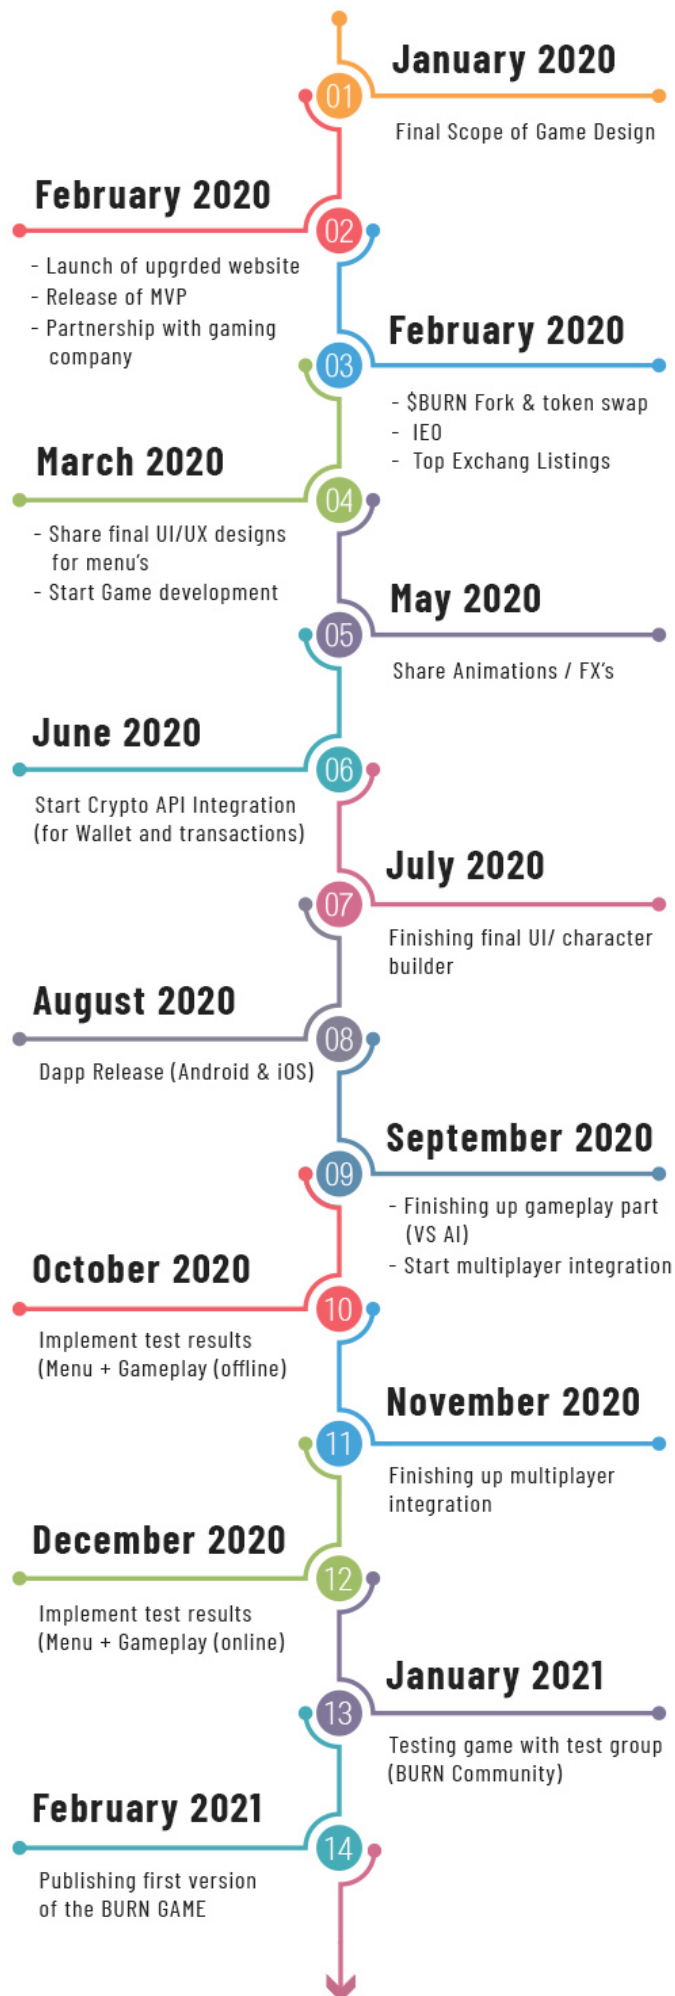 January 2020
01
Final Scope of Game Design
February 2020
02
- Launch of upgrded website
- Release of MVP
- Partnership with gaming
company
February 2020
03
- $BURN Fork & token swap
- IEO
- Top Exchang Listings
March 2020
04
- Share final UI/UX designs
for menu's
- Start Game development
May 2020
05
Share Animations / FX's
June 2020
06
Start Crypto API Integration
(for Wallet and transactions)
July 2020
07
Finishing final UI/ character
builder
August 2020
08
Dapp Release (Android & iOS)
September 2020
09
- Finishing up gameplay part
(VS AI)
- Start multiplayer integration
October 2020
10
Implement test results
(Menu + Gameplay (offline)
November 2020
11
Finishing up multiplayer
integration
December 2020
12
Implement test results
(Menu + Gameplay (online)
January 2021
13
Testing game with test group
(BURN Community)
February 2021
14
Publishing first version
of the BURN GAME